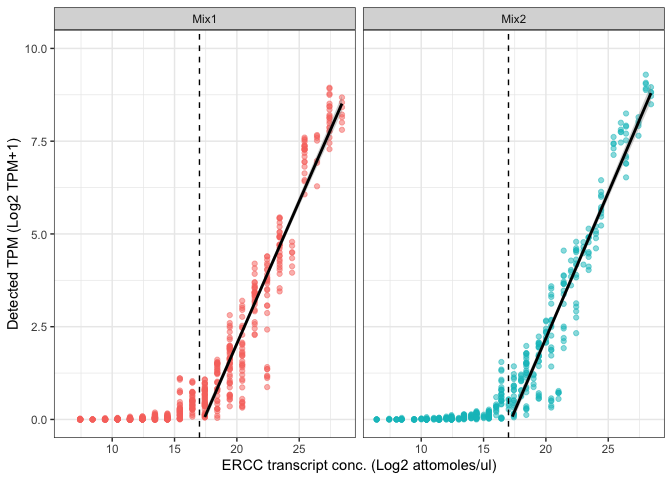 Mix1 Mix2
10.0
7.5
5.0
2.5
0.0
Detected TPM (Log2 TPM+1)
10 15 20 25 10 15 20 25
ERCC transcript conc. (Log2 attomoles/ul)